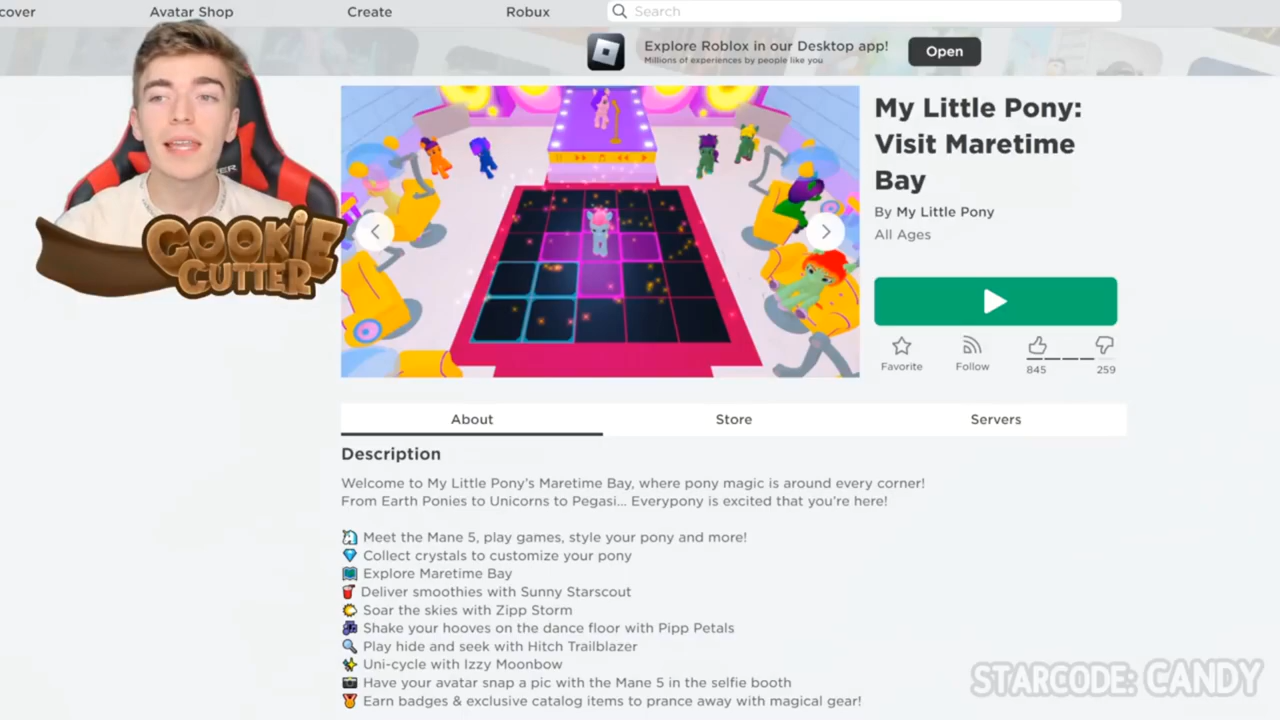 cover Avatar Shop Create Robux Search
Explore Roblox in our Desktop app!
Millions of experiences by people like you
Open
COOKIE
CUTTER
My Little Pony:
Visit Maretime
Bay
By My Little Pony
All Ages
Favorite Follow 845 259
About Store Servers
Description
Welcome to My Little Pony's Maretime Bay, where pony magic is around every corner!
From Earth Ponies to Unicorns to Pegasi... Everypony is excited that you're here!
Meet the Mane 5, play games, style your pony and more!
Collect crystals to customize your pony
Explore Maretime Bay
Deliver smoothies with Sunny Starscout
Soar the skies with Zipp Storm
Shake your hooves on the dance floor with Pipp Petals
Play hide and seek with Hitch Trailblazer
Uni-cycle with Izzy Moonbow
Have your avatar snap a pic with the Mane 5 in the selfie booth
Earn badges & exclusive catalog items to prance away with magical gear!
STARCODE: CANDY